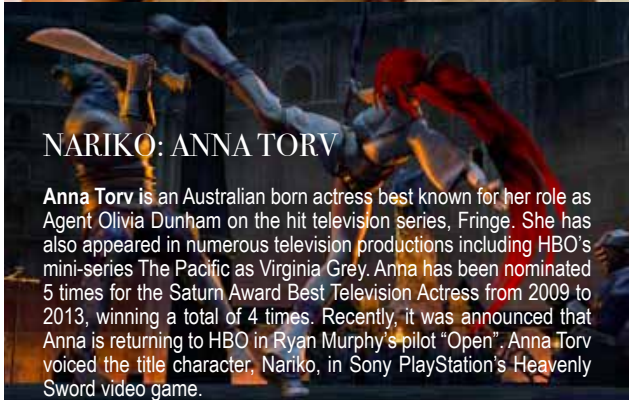 NARIKO: ANNA TORV
Anna Torv is an Australian born actress best known for her role as
Agent Olivia Dunham on the hit television series, Fringe. She has
also appeared in numerous television productions including HBO's
mini-series The Pacific as Virginia Grey. Anna has been nominated
5 times for the Saturn Award Best Television Actress from 2009 to
2013, winning a total of 4 times. Recently, it was announced that
Anna is returning to HBO in Ryan Murphy's pilot “Open”. Anna Torv
voiced the title character, Nariko, in Sony PlayStation's Heavenly
Sword video game.